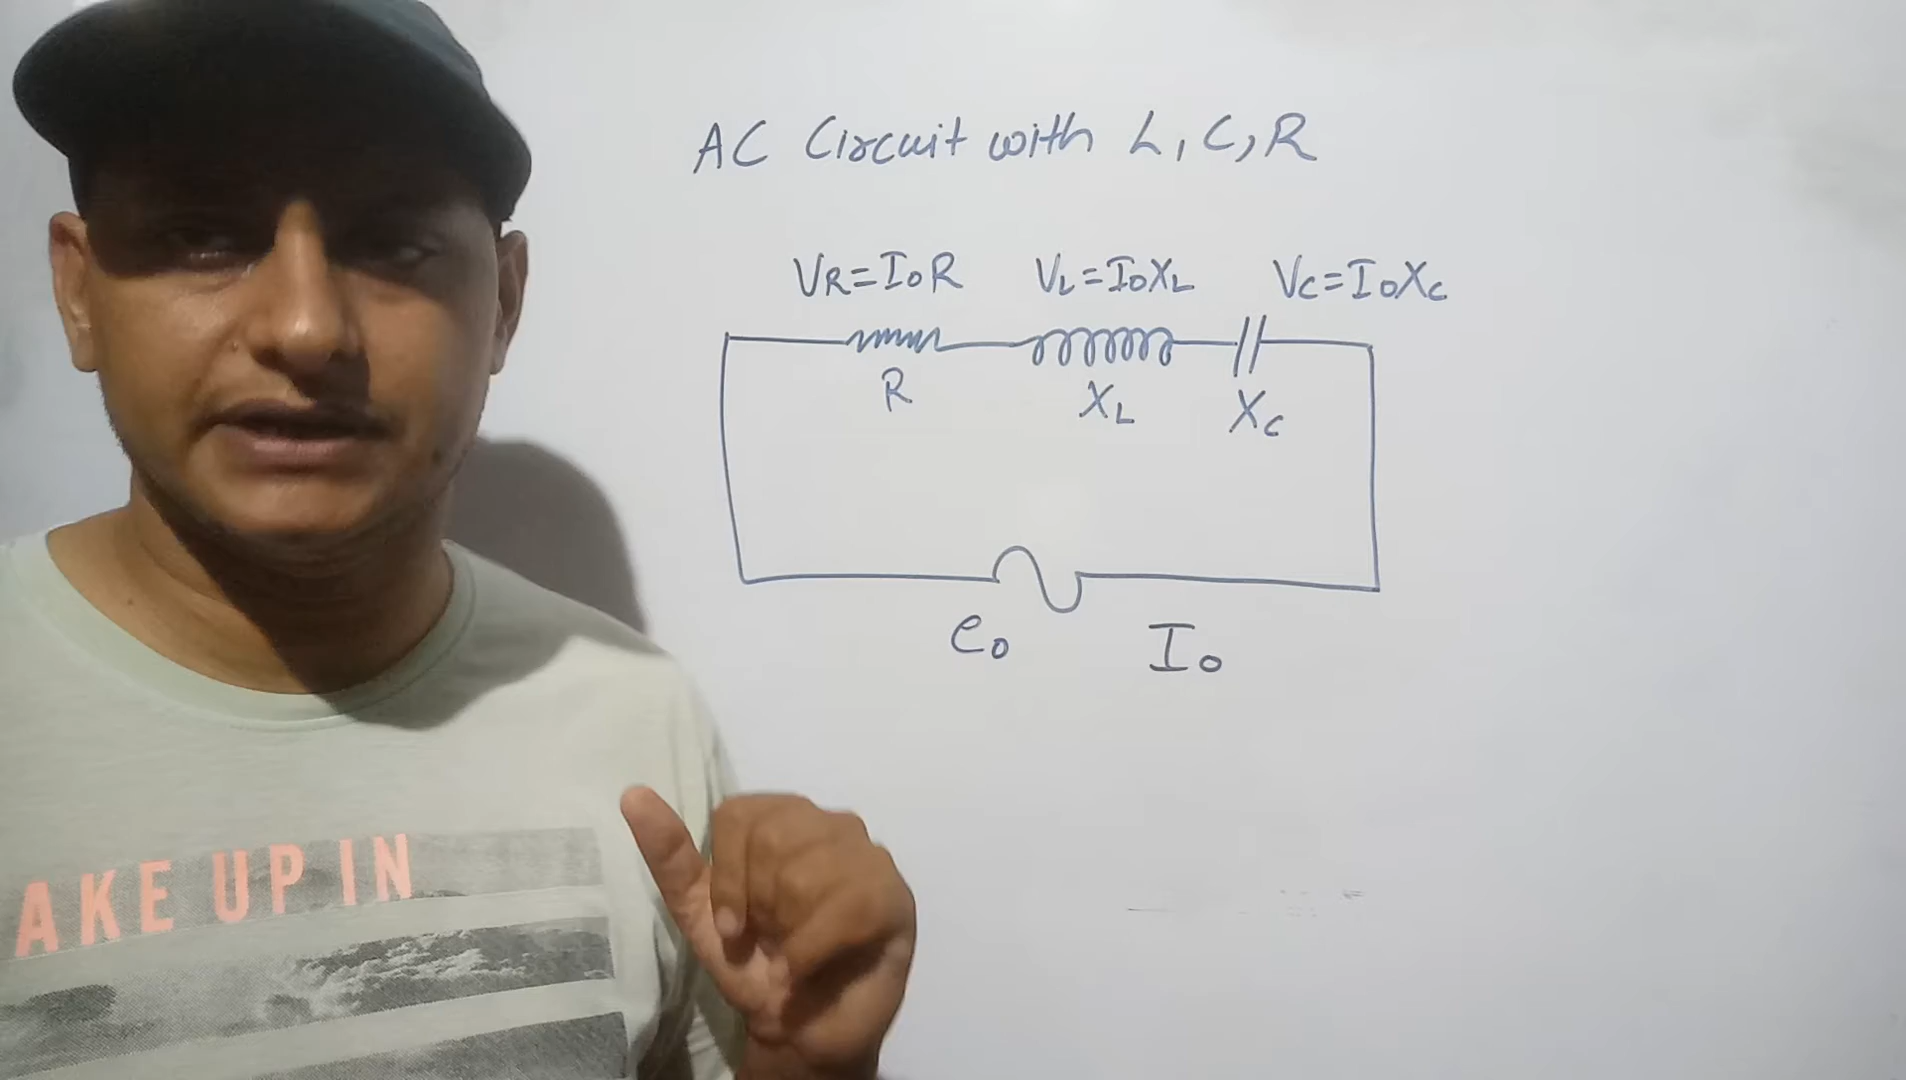 AC Circuit with L, C, R
VR=I0R VL=I0XL VC=I0XC
R XL XC
e0 I0
AKE UP IN